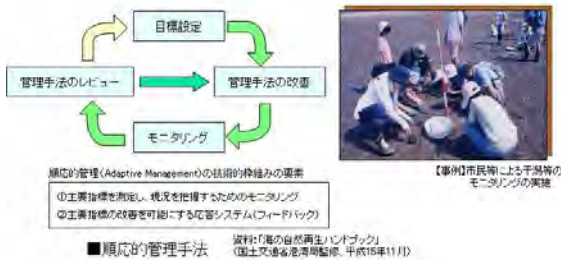 目標設定
管理手法のレビュー
管理手法の改善
モニタリング
順応的管理(Adaptive Management)の技術的枠組みの要素
①主要指標を測定し、現況を把握するためのモニタリング
②主要指標の改善を可能にする応答システム(フィードバック)
【事例】市民等による干潟等の
モニタリングの実施
■順応的管理手法
資料:「海の自然再生ハンドブック」
(国土交通省港湾局監修、平成15年11月)